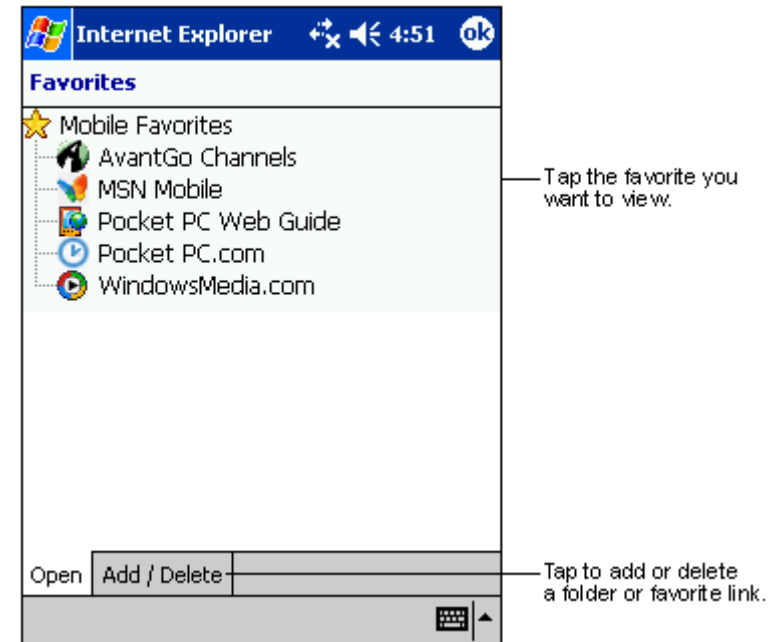 Internet Explorer 4:51 ok
Favorites
Mobile Favorites
AvantGo Channels
MSN Mobile
Pocket PC Web Guide
Pocket PC.com
WindowsMedia.com
Tap the favorite you
want to view.
Open Add / Delete
Tap to add or delete
a folder or favorite link.